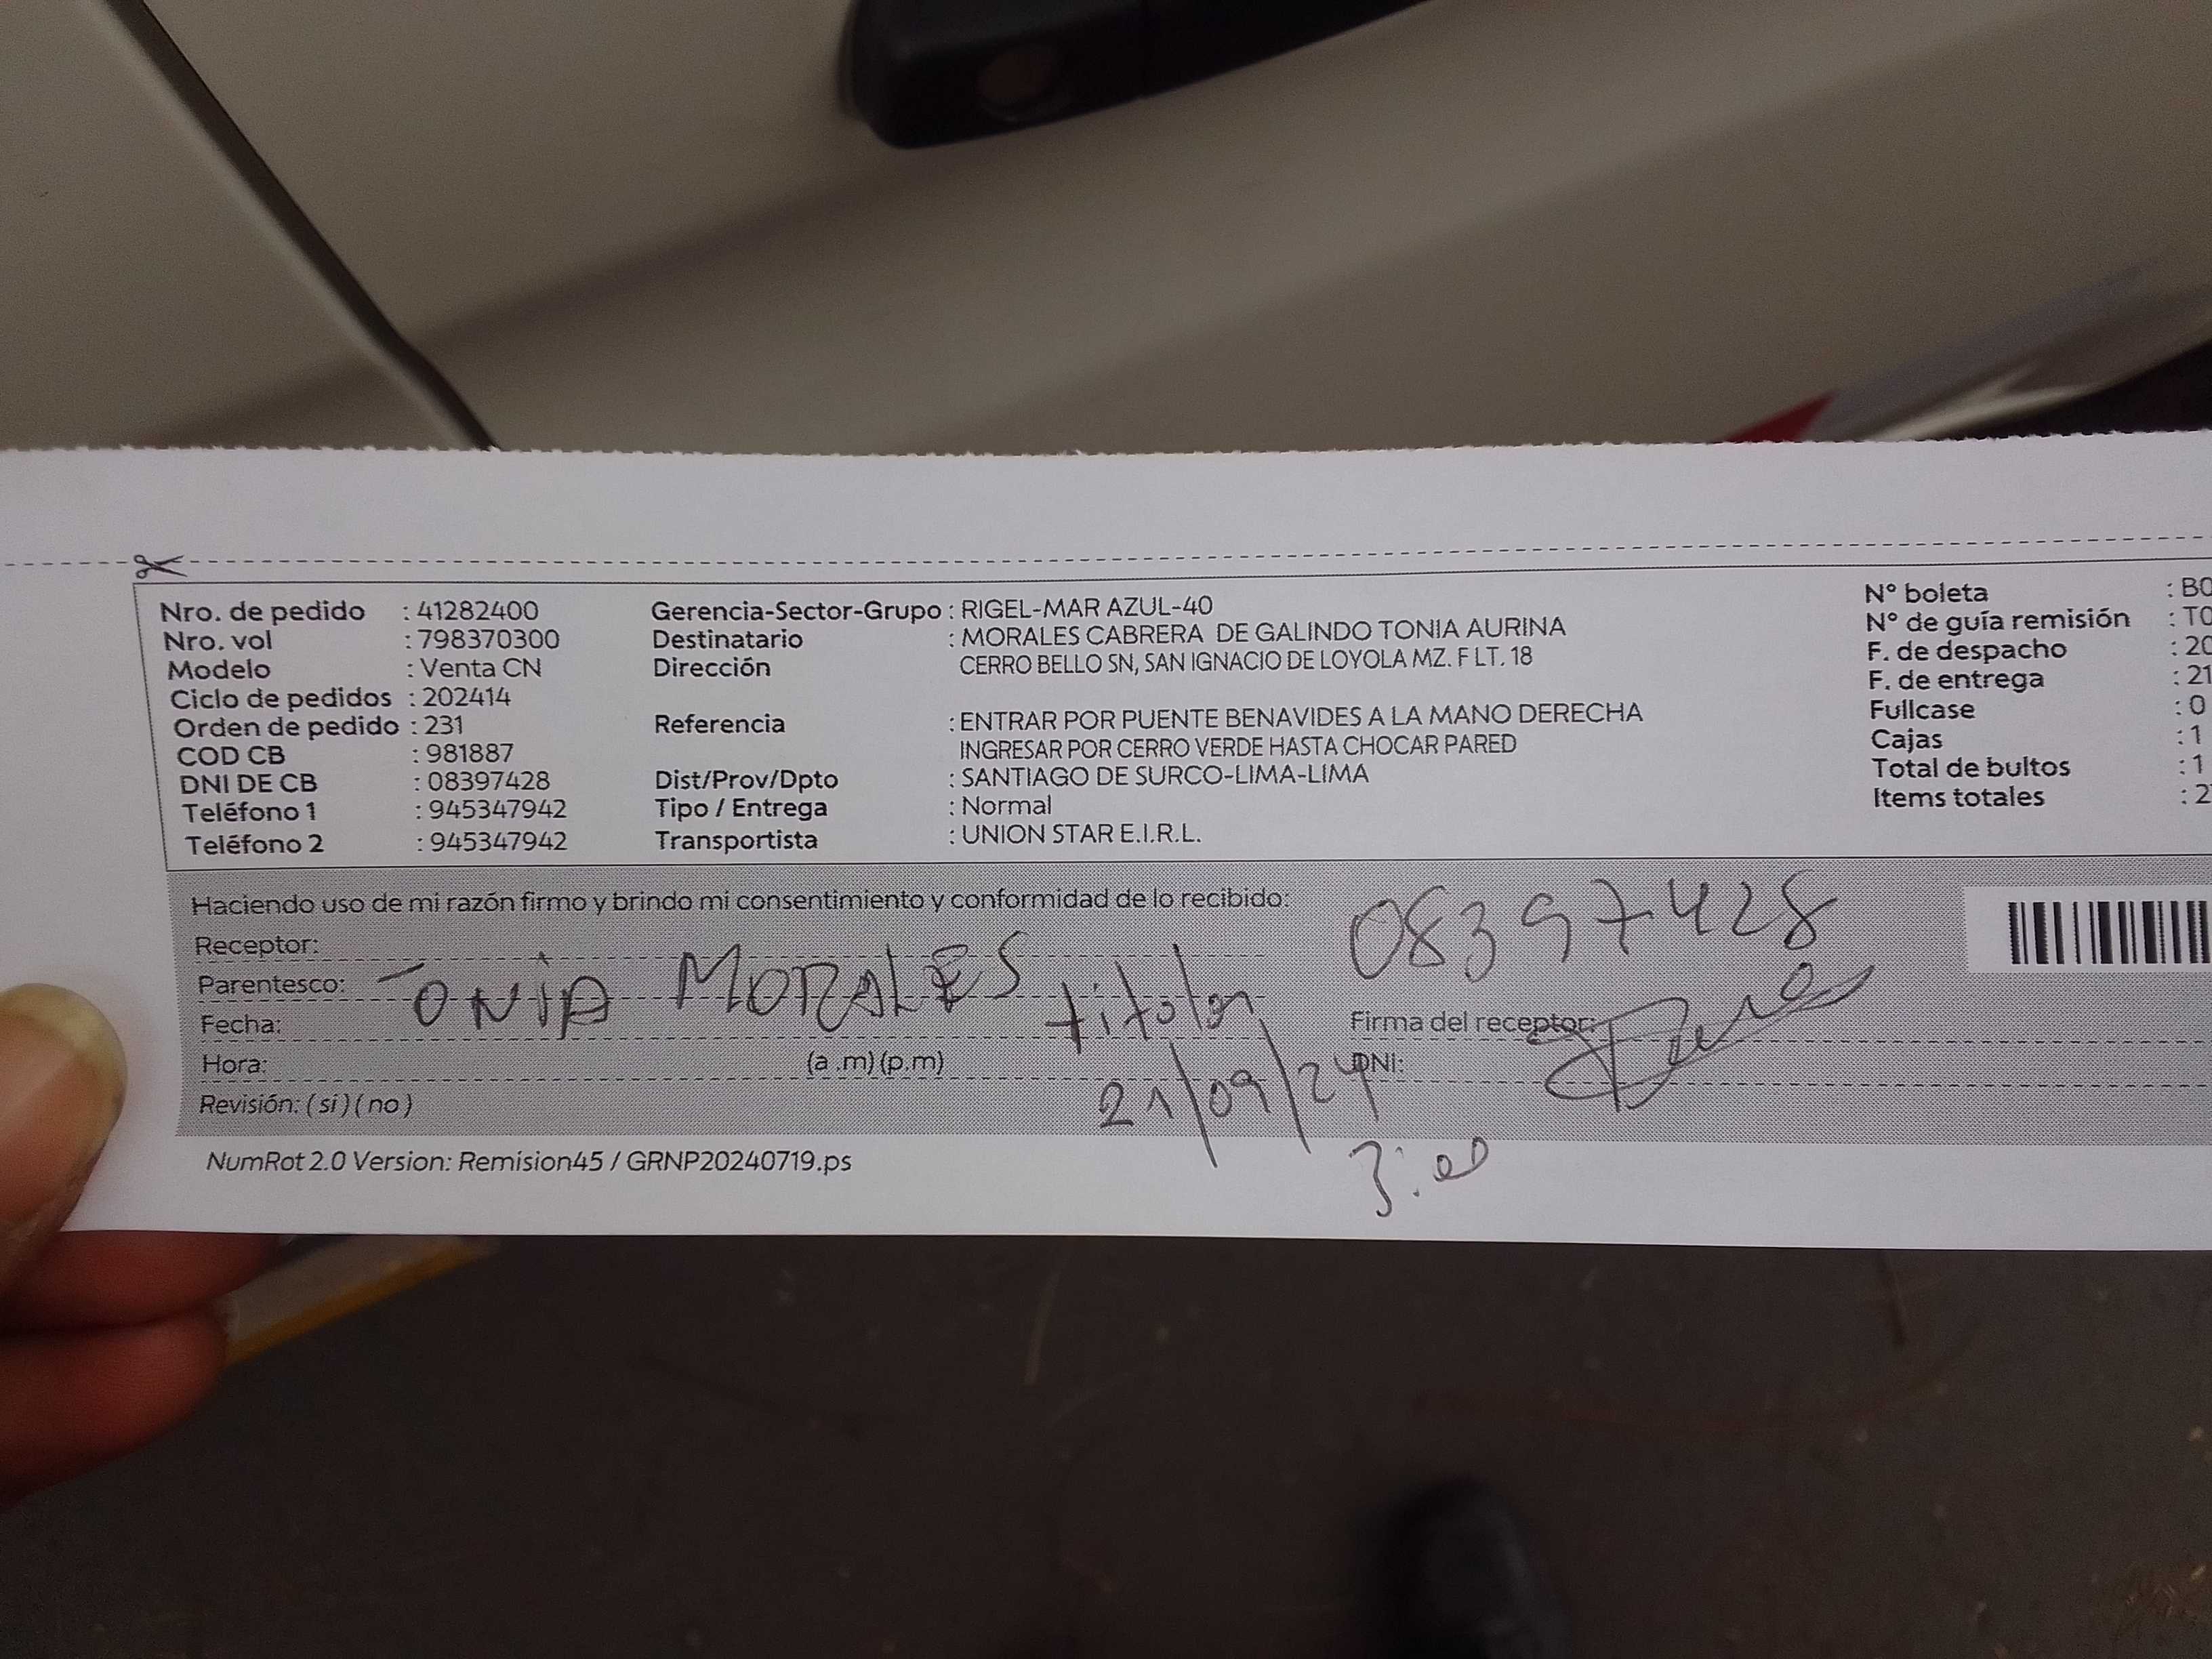 Nro. de pedido : 41282400 Gerencia-Sector-Grupo : RIGEL-MAR AZUL-40 N° boleta : B0
Nro. vol : 798370300 Destinatario : MORALES CABRERA DE GALINDO TONIA AURINA N° de guía remisión : T0
Modelo : Venta CN Dirección CERRO BELLO SN, SAN IGNACIO DE LOYOLA MZ. F LT. 18 F. de despacho : 20
Ciclo de pedidos : 202414 F. de entrega : 21
Orden de pedido : 231 Referencia : ENTRAR POR PUENTE BENAVIDES A LA MANO DERECHA Fullcase : 0
COD CB : 981887 INGRESAR POR CERRO VERDE HASTA CHOCAR PARED Cajas : 1
DNI DE CB : 08397428 Dist/Prov/Dpto : SANTIAGO DE SURCO-LIMA-LIMA Total de bultos : 1
Teléfono 1 : 945347942 Tipo / Entrega : Normal Items totales : 2
Teléfono 2 : 945347942 Transportista : UNION STAR E.I.R.L.
Haciendo uso de mi razón firmo y brindo mi consentimiento y conformidad de lo recibido: 08397428
Receptor:
Parentesco: TONIA MORALES titular
Fecha: Firma del receptor:
Hora: (a .m) (p.m) DNI:
Revisión: ( sí ) ( no ) 21/09/24
NumRot 2.0 Version: Remision45 / GRNP20240719.ps